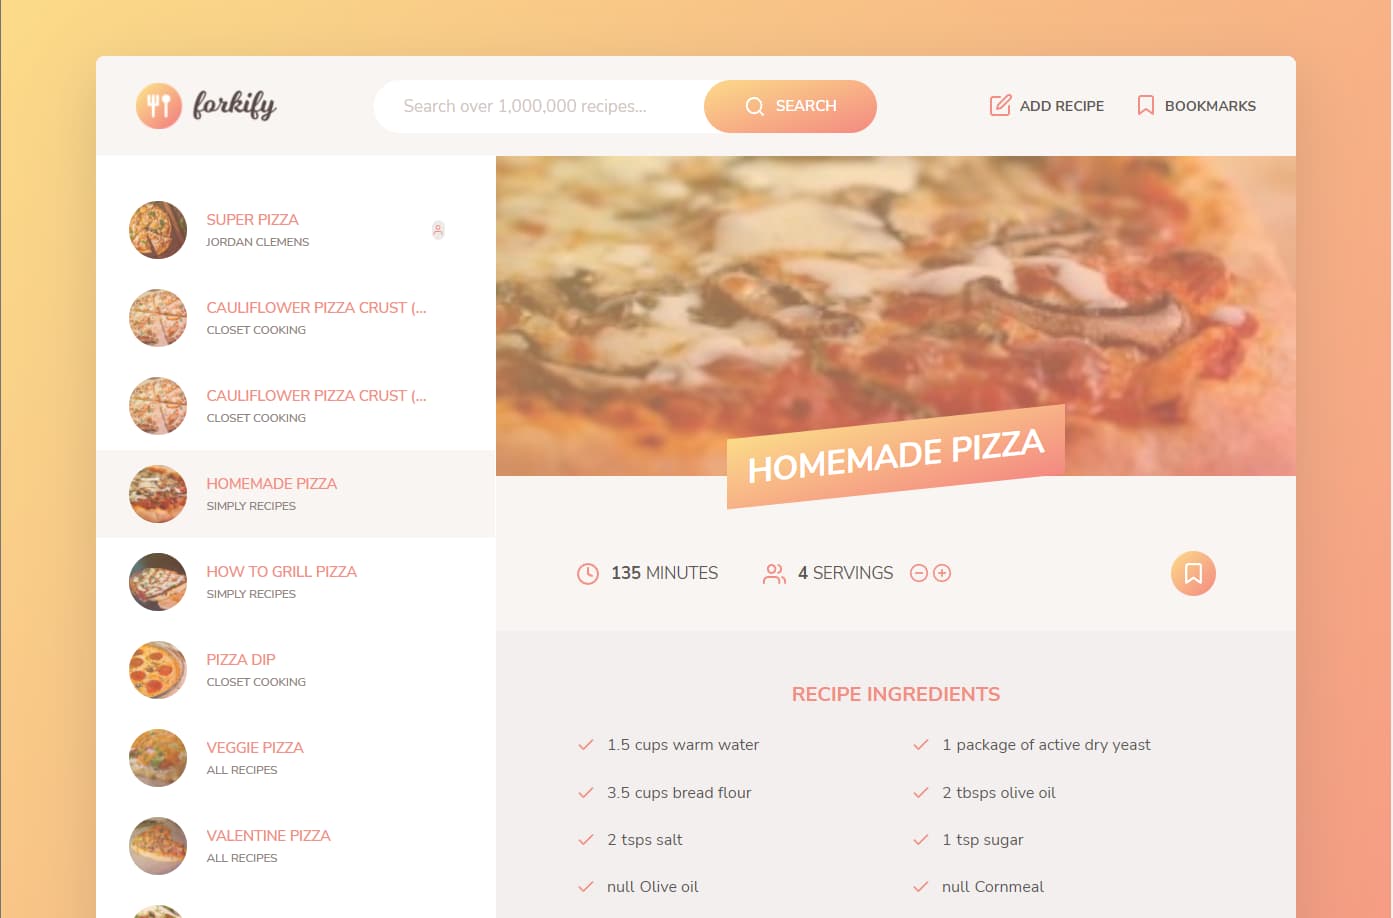 forkify
Search over 1,000,000 recipes...
SEARCH
ADD RECIPE
BOOKMARKS
SUPER PIZZA
JORDAN CLEMENS
CAULIFLOWER PIZZA CRUST (...
CLOSET COOKING
CAULIFLOWER PIZZA CRUST (...
CLOSET COOKING
HOMEMADE PIZZA
SIMPLY RECIPES
HOW TO GRILL PIZZA
SIMPLY RECIPES
PIZZA DIP
CLOSET COOKING
VEGGIE PIZZA
ALL RECIPES
VALENTINE PIZZA
ALL RECIPES
HOMEMADE PIZZA
135 MINUTES
4 SERVINGS
RECIPE INGREDIENTS
1.5 cups warm water
1 package of active dry yeast
3.5 cups bread flour
2 tbsps olive oil
2 tsps salt
1 tsp sugar
null Olive oil
null Cornmeal